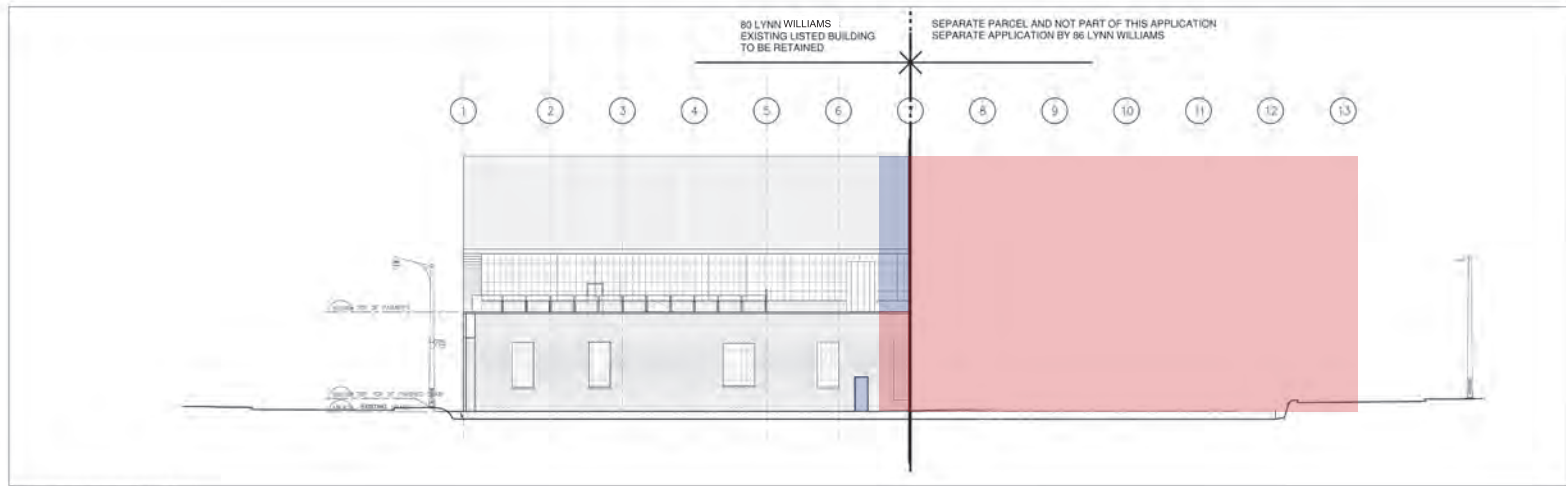 80 LYNN WILLIAMS
EXISTING LISTED BUILDING
TO BE RETAINED
SEPARATE PARCEL AND NOT PART OF THIS APPLICATION
SEPARATE APPLICATION BY 86 LYNN WILLIAMS
1 2 3 4 5 6 8 9 10 11 12 13
EXISTING